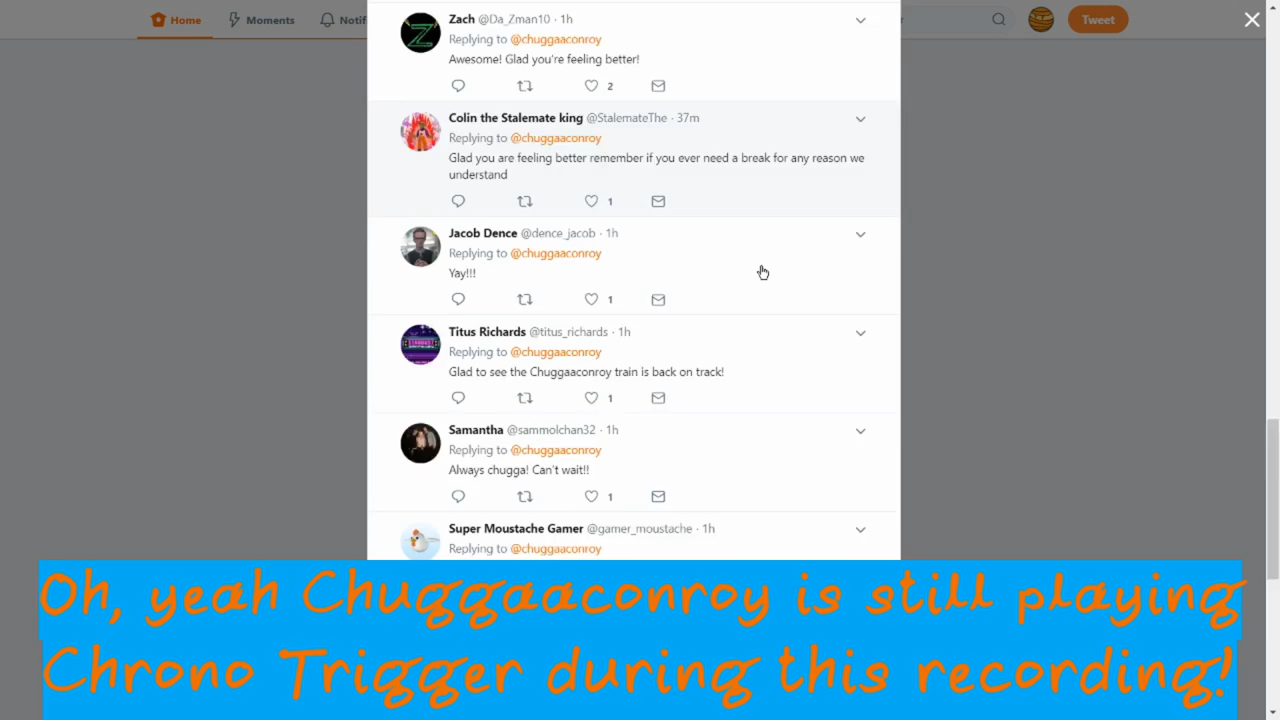 Home Moments Notif Tweet
Zach @Da_Zman10 · 1h
Replying to @chuggaaconroy
Awesome! Glad you're feeling better!
2
Colin the Stalemate king @StalemateThe · 37m
Replying to @chuggaaconroy
Glad you are feeling better remember if you ever need a break for any reason we
understand
1
Jacob Dence @dence_jacob · 1h
Replying to @chuggaaconroy
Yay!!!
1
Titus Richards @titus_richards · 1h
Replying to @chuggaaconroy
Glad to see the Chuggaaconroy train is back on track!
1
Samantha @sammolchan32 · 1h
Replying to @chuggaaconroy
Always chugga! Can't wait!!
1
Super Moustache Gamer @gamer_moustache · 1h
Replying to @chuggaaconroy
Oh, yeah Chuggaaconroy is still playing
Chrono Trigger during this recording!